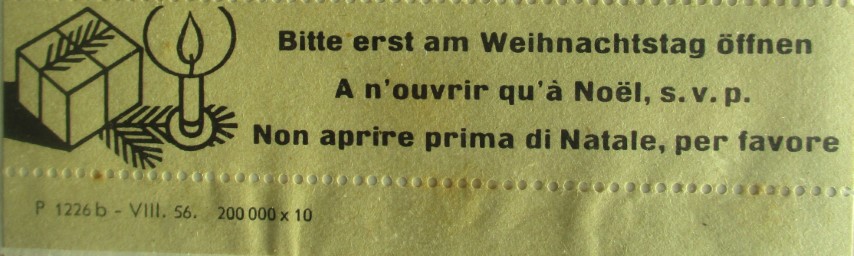 Bitte erst am Weihnachtstag öffnen
A n'ouvrir qu'à Noël, s.v.p.
Non aprire prima di Natale, per favore
P 1226 b - VIII. 56. 200 000 x 10